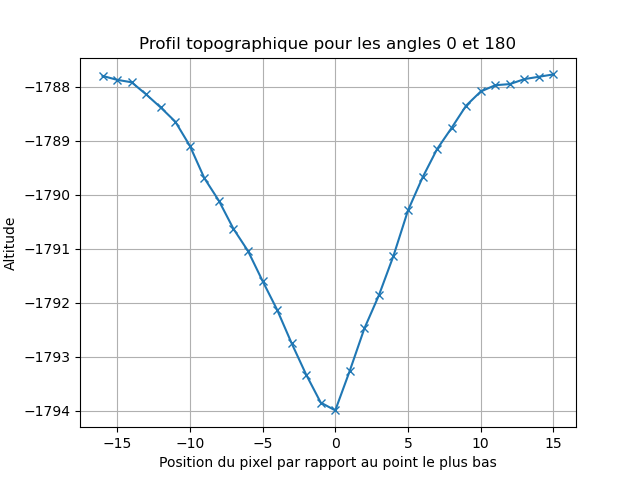 Profil topographique pour les angles 0 et 180
Altitude
−1788
−1789
−1790
−1791
−1792
−1793
−1794
−15 −10 −5 0 5 10 15
Position du pixel par rapport au point le plus bas